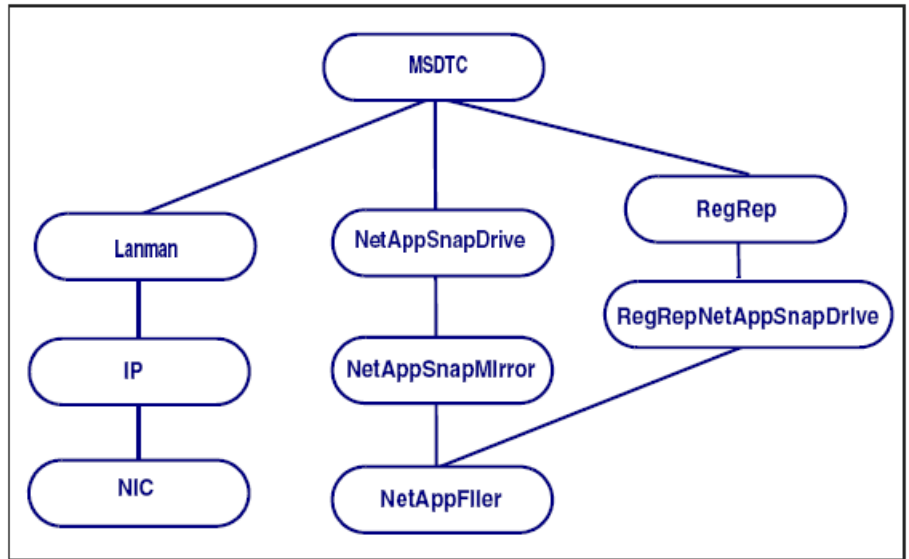 MSDTC
RegRep
Lanman
NetAppSnapDrive
RegRepNetAppSnapDrive
IP
NetAppSnapMirror
NIC
NetAppFiler